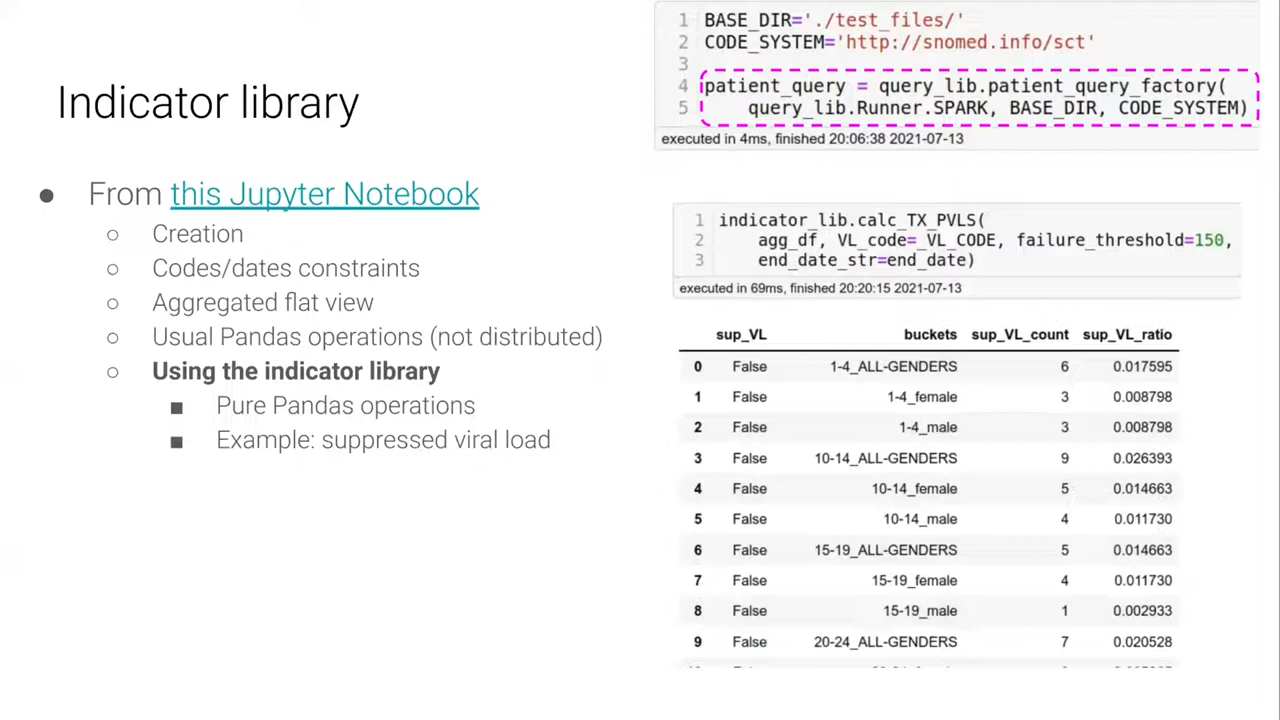 Indicator library
● From this Jupyter Notebook
○ Creation
○ Codes/dates constraints
○ Aggregated flat view
○ Usual Pandas operations (not distributed)
○ Using the indicator library
■ Pure Pandas operations
■ Example: suppressed viral load
1 BASE_DIR='./test_files/'
2 CODE_SYSTEM='http://snomed.info/sct'
3
4 patient_query = query_lib.patient_query_factory(
5 query_lib.Runner.SPARK, BASE_DIR, CODE_SYSTEM)
executed in 4ms, finished 20:06:38 2021-07-13
1 indicator_lib.calc_TX_PVLS(
2 agg_df, VL_code=_VL_CODE, failure_threshold=150,
3 end_date_str=end_date)
executed in 69ms, finished 20:20:15 2021-07-13
sup_VL buckets sup_VL_count sup_VL_ratio
0 False 1-4_ALL-GENDERS 6 0.017595
1 False 1-4_female 3 0.008798
2 False 1-4_male 3 0.008798
3 False 10-14_ALL-GENDERS 9 0.026393
4 False 10-14_female 5 0.014663
5 False 10-14_male 4 0.011730
6 False 15-19_ALL-GENDERS 5 0.014663
7 False 15-19_female 4 0.011730
8 False 15-19_male 1 0.002933
9 False 20-24_ALL-GENDERS 7 0.020528